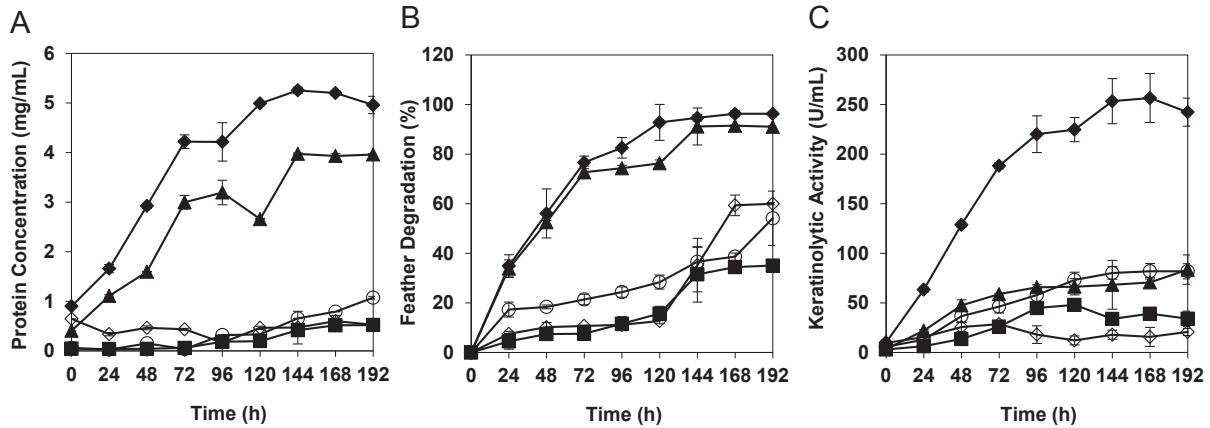 A
Protein Concentration (mg/mL)
6
5
4
3
2
1
0
0 24 48 72 96 120 144 168 192
Time (h)
B
Feather Degradation (%)
120
100
80
60
40
20
0
0 24 48 72 96 120 144 168 192
Time (h)
C
Keratinolytic Activity (U/mL)
300
250
200
150
100
50
0
0 24 48 72 96 120 144 168 192
Time (h)